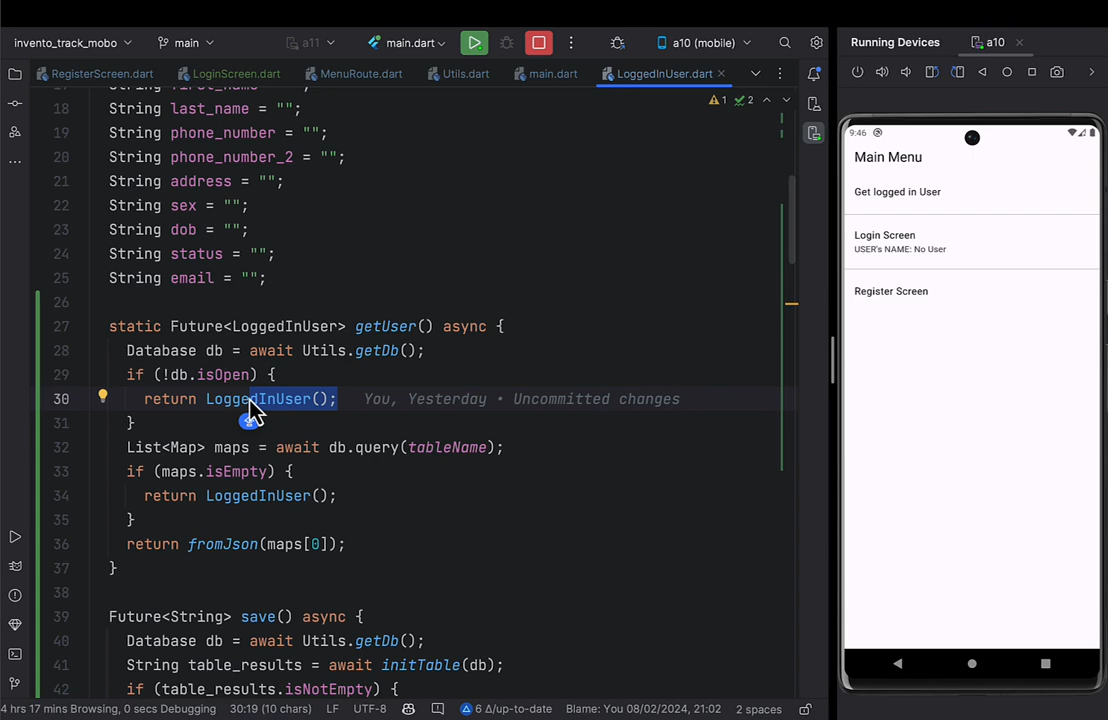 invento_track_mobo
main
a11
main.dart
a10 (mobile)
Running Devices
a10
RegisterScreen.dart
LoginScreen.dart
MenuRoute.dart
Utils.dart
main.dart
LoggedInUser.dart
1
2
18 String last_name = "";
19 String phone_number = "";
20 String phone_number_2 = "";
21 String address = "";
22 String sex = "";
23 String dob = "";
24 String status = "";
25 String email = "";
26
27 static Future<LoggedInUser> getUser() async {
28 Database db = await Utils.getDb();
29 if (!db.isOpen) {
30 return LoggedInUser(); You, Yesterday • Uncommitted changes
31 }
32 List<Map> maps = await db.query(tableName);
33 if (maps.isEmpty) {
34 return LoggedInUser();
35 }
36 return fromJson(maps[0]);
37 }
38
39 Future<String> save() async {
40 Database db = await Utils.getDb();
41 String table_results = await initTable(db);
42 if (table_results.isNotEmpty) {
4 hrs 17 mins Browsing, 0 secs Debugging
30:19 (10 chars)
LF
UTF-8
6 Δ/up-to-date
Blame: You 08/02/2024, 21:02
2 spaces
9:46
Main Menu
Get logged in User
Login Screen
USER's NAME: No User
Register Screen